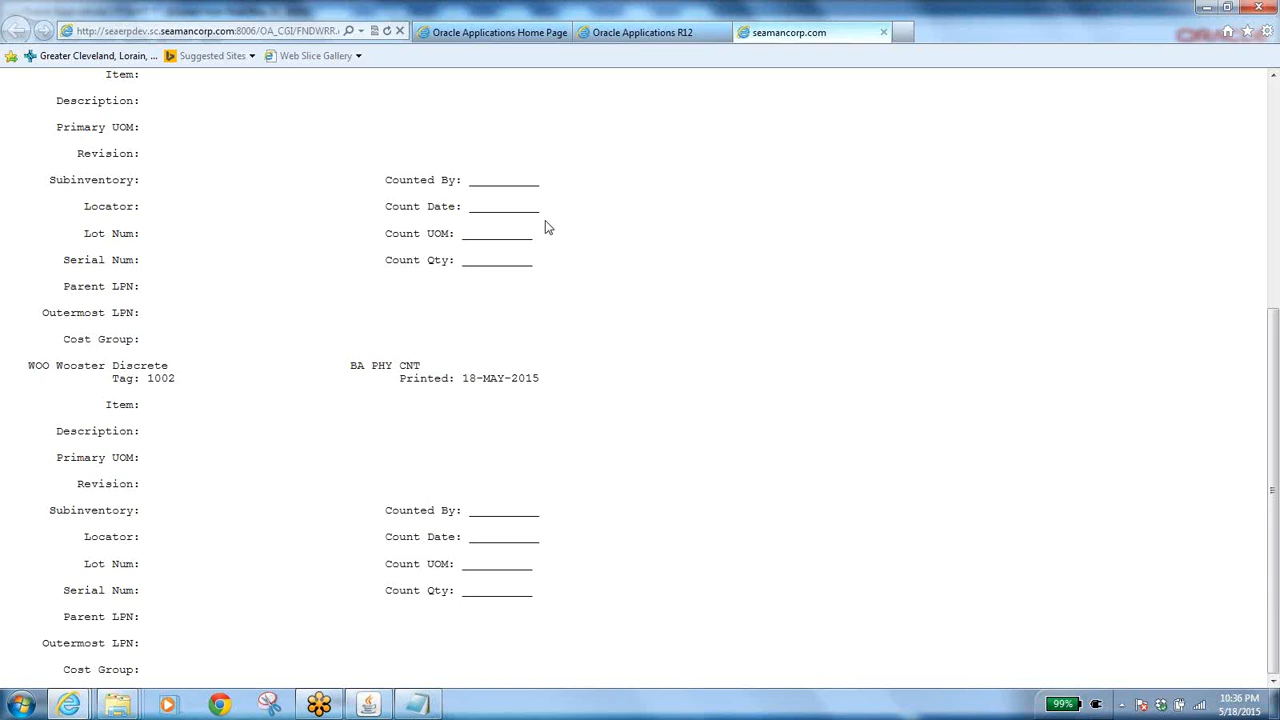 http://seaerpdev.sc.seamancorp.com:8006/OA_CGI/FNDWRR.
Oracle Applications Home Page
Oracle Applications R12
seamancorp.com
Greater Cleveland, Lorain, ...
Suggested Sites
Web Slice Gallery
Item:
Description:
Primary UOM:
Revision:
Subinventory: Counted By: __________
Locator: Count Date: __________
Lot Num: Count UOM: __________
Serial Num: Count Qty: __________
Parent LPN:
Outermost LPN:
Cost Group:
WOO Wooster Discrete BA PHY CNT
Tag: 1002 Printed: 18-MAY-2015
Item:
Description:
Primary UOM:
Revision:
Subinventory: Counted By: __________
Locator: Count Date: __________
Lot Num: Count UOM: __________
Serial Num: Count Qty: __________
Parent LPN:
Outermost LPN:
Cost Group:
99%
10:36 PM
5/18/2015